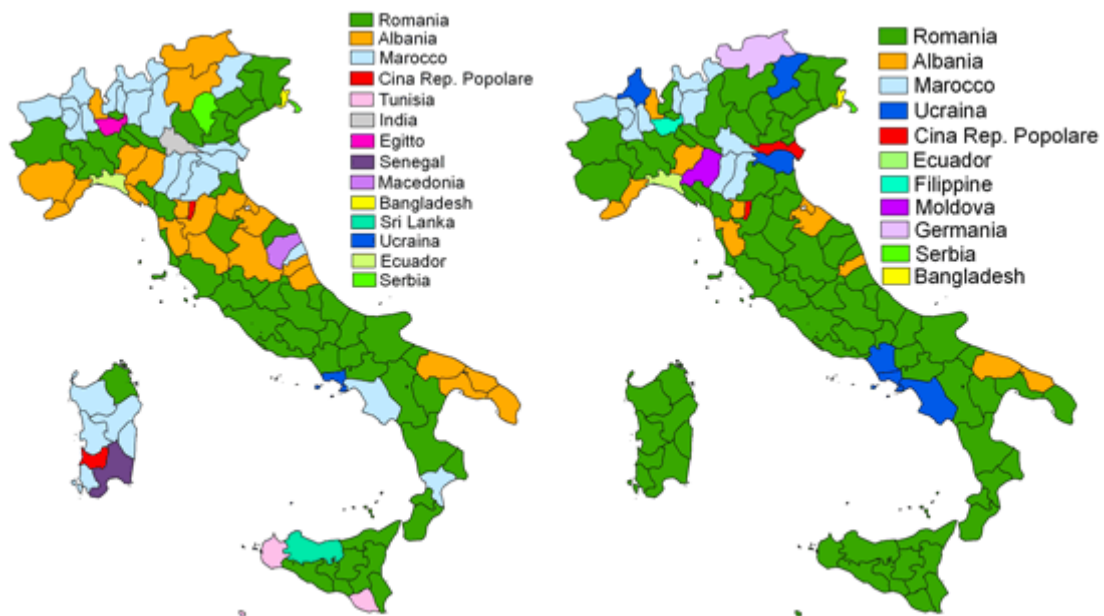 Romania
Albania
Marocco
Cina Rep. Popolare
Tunisia
India
Egitto
Senegal
Macedonia
Bangladesh
Sri Lanka
Ucraina
Ecuador
Serbia
Romania
Albania
Marocco
Ucraina
Cina Rep. Popolare
Ecuador
Filippine
Moldova
Germania
Serbia
Bangladesh